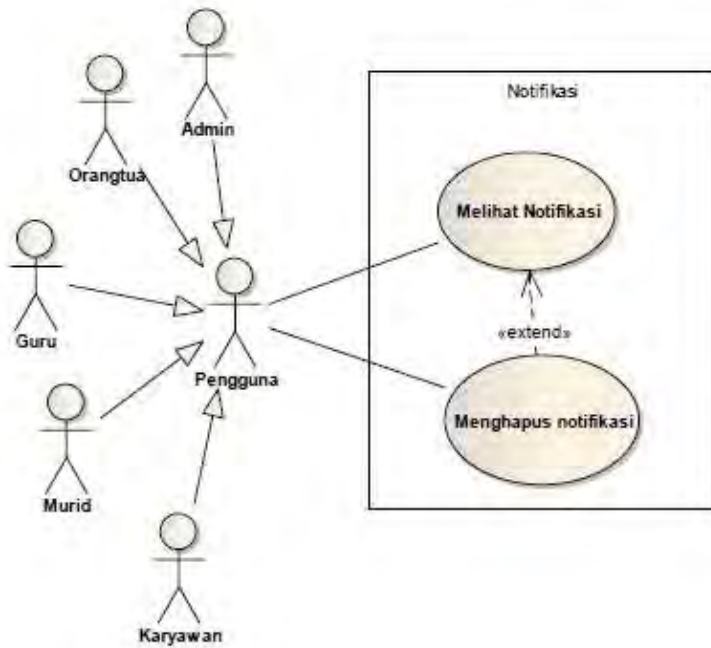 Admin
Orangtua
Guru
Murid
Karyawan
Pengguna
Notifikasi
Melihat Notifikasi
«extend»
Menghapus notifikasi